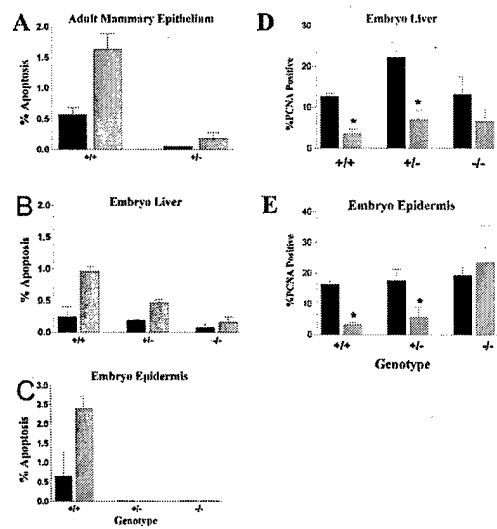 A
Adult Mammary Epithelium
% Apoptosis
2.0
1.5
1.0
0.5
0.0
+/+
+/-
B
Embryo Liver
% Apoptosis
2.0
1.5
1.0
0.5
0.0
+/+
+/-
-/-
C
Embryo Epidermis
% Apoptosis
3.0
2.5
2.0
1.5
1.0
0.5
0.0
+/+
+/-
-/-
Genotype
D
Embryo Liver
%PCNA Positive
30
20
10
0
*
*
+/+
+/-
-/-
E
Embryo Epidermis
%PCNA Positive
40
30
20
10
0
*
*
+/+
+/-
-/-
Genotype